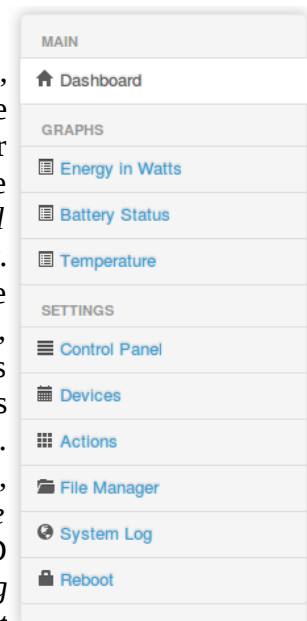 MAIN
Dashboard
GRAPHS
Energy in Watts
Battery Status
Temperature
SETTINGS
Control Panel
Devices
Actions
File Manager
System Log
Reboot